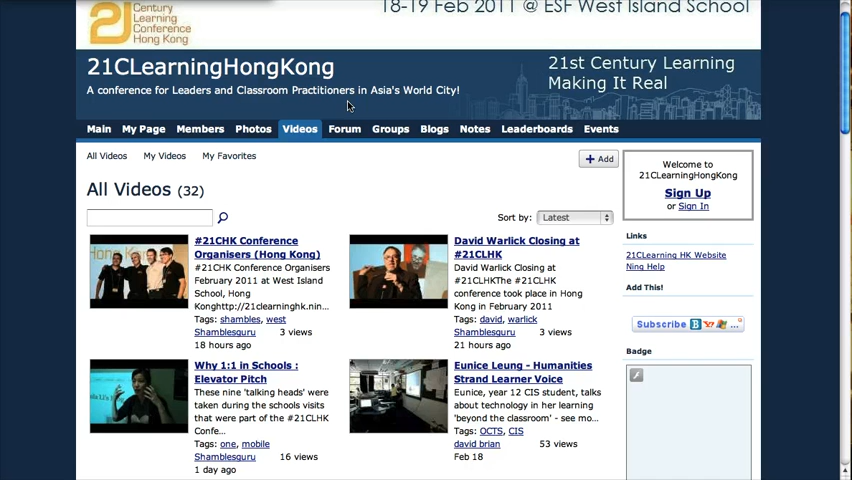 18-19 Feb 2011 @ ESF West Island School
21
Century
Learning
Conference
Hong Kong
21CLearningHongKong
A conference for Leaders and Classroom Practitioners in Asia's World City!
21st Century Learning
Making It Real
Main My Page Members Photos Videos Forum Groups Blogs Notes Leaderboards Events
All Videos My Videos My Favorites
+ Add
All Videos (32)
Sort by: Latest
#21CHK Conference
Organisers (Hong Kong)
#21CHK Conference Organisers
February 2011 at West Island
School, Hong
Konghttp://21clearninghk.nin...
Tags: shambles, west
Shamblesguru 3 views
18 hours ago
David Warlick Closing at
#21CLHK
David Warlick Closing at
#21CLHKThe #21CLHK
conference took place in Hong
Kong in February 2011
Tags: david, warlick
Shamblesguru 3 views
21 hours ago
Why 1:1 in Schools :
Elevator Pitch
These nine 'talking heads' were
taken during the schools visits
that were part of the #21CLHK
Confe...
Tags: one, mobile
Shamblesguru 16 views
1 day ago
Eunice Leung - Humanities
Strand Learner Voice
Eunice, year 12 CIS student, talks
about technology in her learning
'beyond the classroom' - see mo...
Tags: OCTS, CIS
david brian 53 views
Feb 18
Welcome to
21CLearningHongKong
Sign Up
or Sign In
Links
21CLearning HK Website
Ning Help
Add This!
Subscribe B Y! ...
Badge